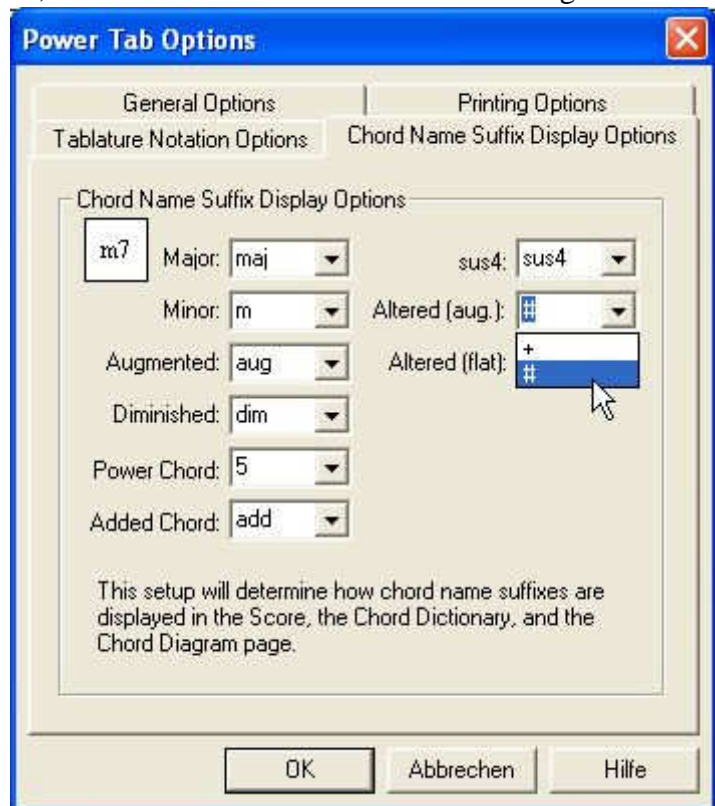 Power Tab Options
General Options
Printing Options
Tablature Notation Options
Chord Name Suffix Display Options
Chord Name Suffix Display Options
m7
Major: maj
sus4: sus4
Minor: m
Altered (aug.): #
Augmented: aug
Altered (flat):
+
#
Diminished: dim
Power Chord: 5
Added Chord: add
This setup will determine how chord name suffixes are
displayed in the Score, the Chord Dictionary, and the
Chord Diagram page.
OK
Abbrechen
Hilfe